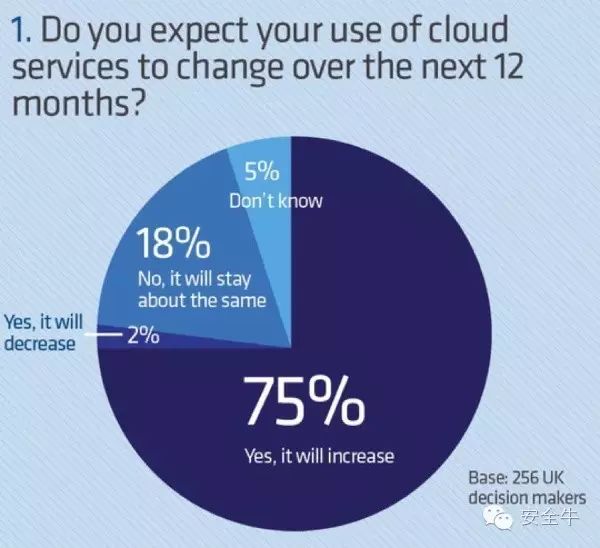 1. Do you expect your use of cloud
services to change over the next 12
months?
5%
Don't know
18%
No, it will stay
about the same
Yes, it will
decrease
2%
75%
Yes, it will increase
Base: 256 UK
decision makers
安全牛